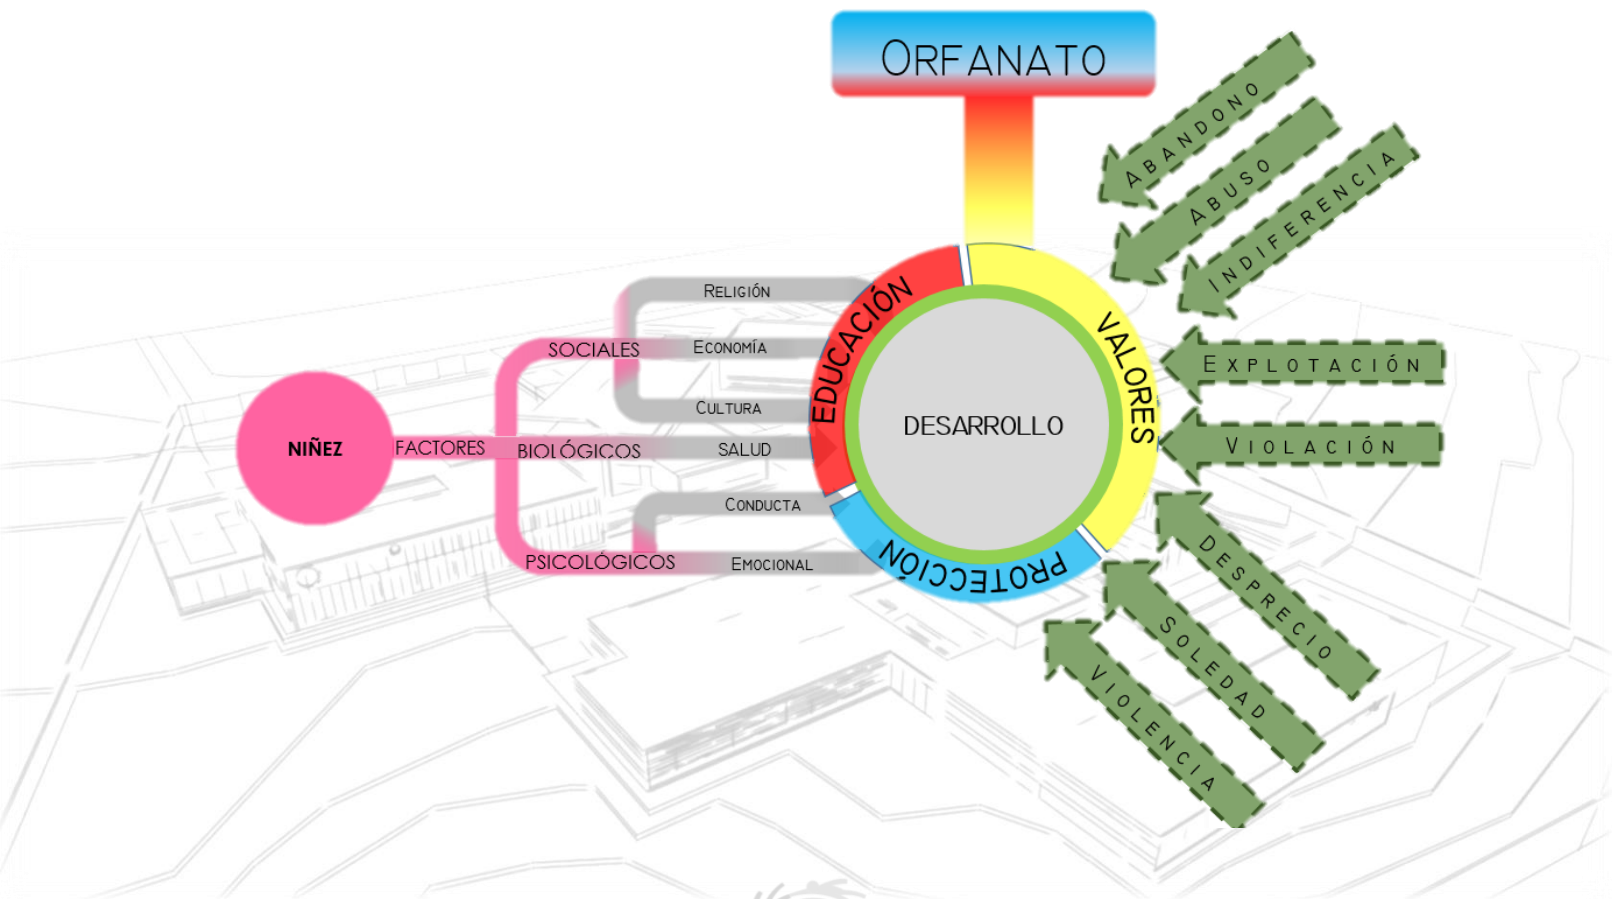 ORFANATO
ABANDONO
ABUSO
INDIFERENCIA
EXPLOTACIÓN
VIOLACIÓN
DESPRECIO
SOLEDAD
VIOLENCIA
NIÑEZ
FACTORES
SOCIALES
RELIGIÓN
ECONOMÍA
CULTURA
BIOLÓGICOS
SALUD
PSICOLÓGICOS
CONDUCTA
EMOCIONAL
EDUCACIÓN
VALORES
PROTECCIÓN
DESARROLLO